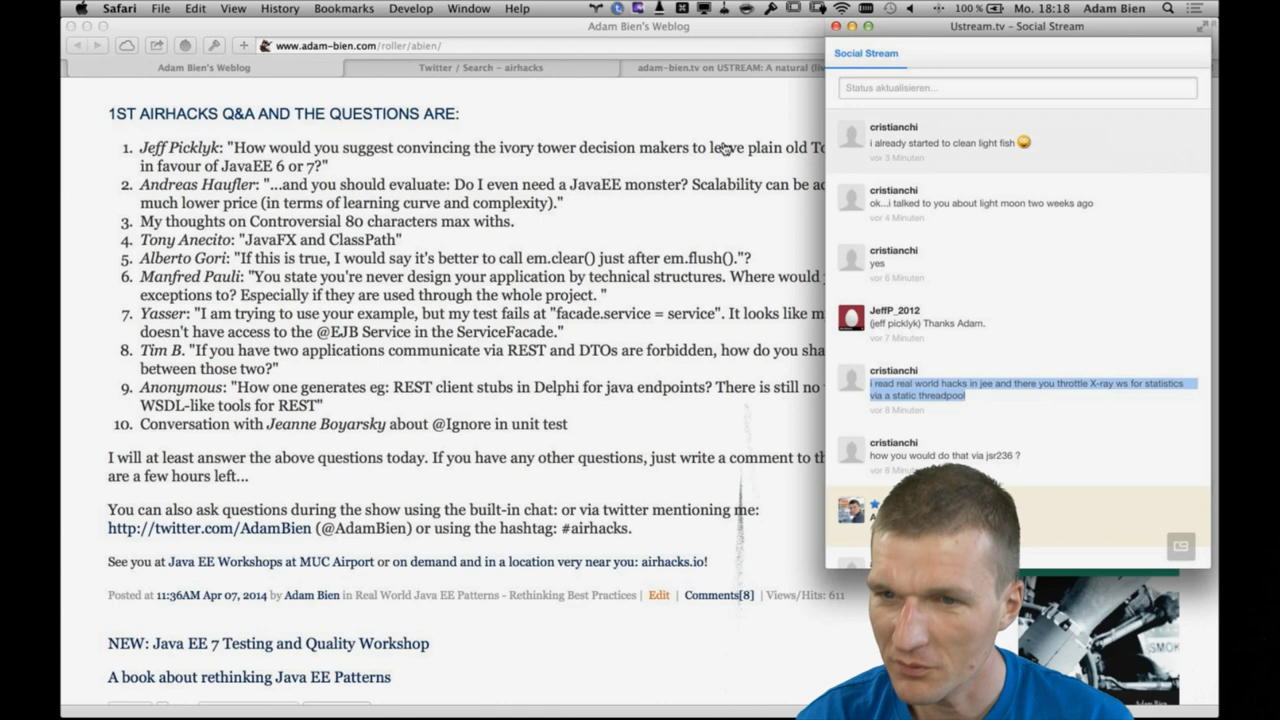 Safari File Edit View History Bookmarks Develop Window Help 100 % Mo. 18:18 Adam Bien
Adam Bien's Weblog
www.adam-bien.com/roller/abien/
Adam Bien's Weblog Twitter / Search - airhacks adam-bien.tv on USTREAM: A natural (liv
1ST AIRHACKS Q&A AND THE QUESTIONS ARE:
1. Jeff Picklyk: "How would you suggest convincing the ivory tower decision makers to leave plain old To
in favour of JavaEE 6 or 7?"
2. Andreas Haufler: "...and you should evaluate: Do I even need a JavaEE monster? Scalability can be ac
much lower price (in terms of learning curve and complexity)."
3. My thoughts on Controversial 80 characters max withs.
4. Tony Anecito: "JavaFX and ClassPath"
5. Alberto Gori: "If this is true, I would say it's better to call em.clear() just after em.flush()."?
6. Manfred Pauli: "You state you're never design your application by technical structures. Where would
exceptions to? Especially if they are used through the whole project. "
7. Yasser: "I am trying to use your example, but my test fails at "facade.service = service". It looks like m
doesn't have access to the @EJB Service in the ServiceFacade."
8. Tim B. "If you have two applications communicate via REST and DTOs are forbidden, how do you sha
between those two?"
9. Anonymous: "How one generates eg: REST client stubs in Delphi for java endpoints? There is still no
WSDL-like tools for REST"
10. Conversation with Jeanne Boyarsky about @Ignore in unit test
I will at least answer the above questions today. If you have any other questions, just write a comment to th
are a few hours left...
You can also ask questions during the show using the built-in chat: or via twitter mentioning me:
http://twitter.com/AdamBien (@AdamBien) or using the hashtag: #airhacks.
See you at Java EE Workshops at MUC Airport or on demand and in a location very near you: airhacks.io!
Posted at 11:36AM Apr 07, 2014 by Adam Bien in Real World Java EE Patterns - Rethinking Best Practices | Edit | Comments[8] | Views/Hits: 611
NEW: Java EE 7 Testing and Quality Workshop
A book about rethinking Java EE Patterns
Ustream.tv - Social Stream
Social Stream
Status aktualisieren...
cristianchi
i already started to clean light fish
vor 3 Minuten
cristianchi
ok...i talked to you about light moon two weeks ago
vor 4 Minuten
cristianchi
yes
vor 6 Minuten
JeffP_2012
(jeff picklyk) Thanks Adam.
vor 7 Minuten
cristianchi
i read real world hacks in jee and there you throttle X-ray ws for statistics
via a static threadpool
vor 8 Minuten
cristianchi
how you would do that via jsr236 ?
vor 8 Minuten
SMOK